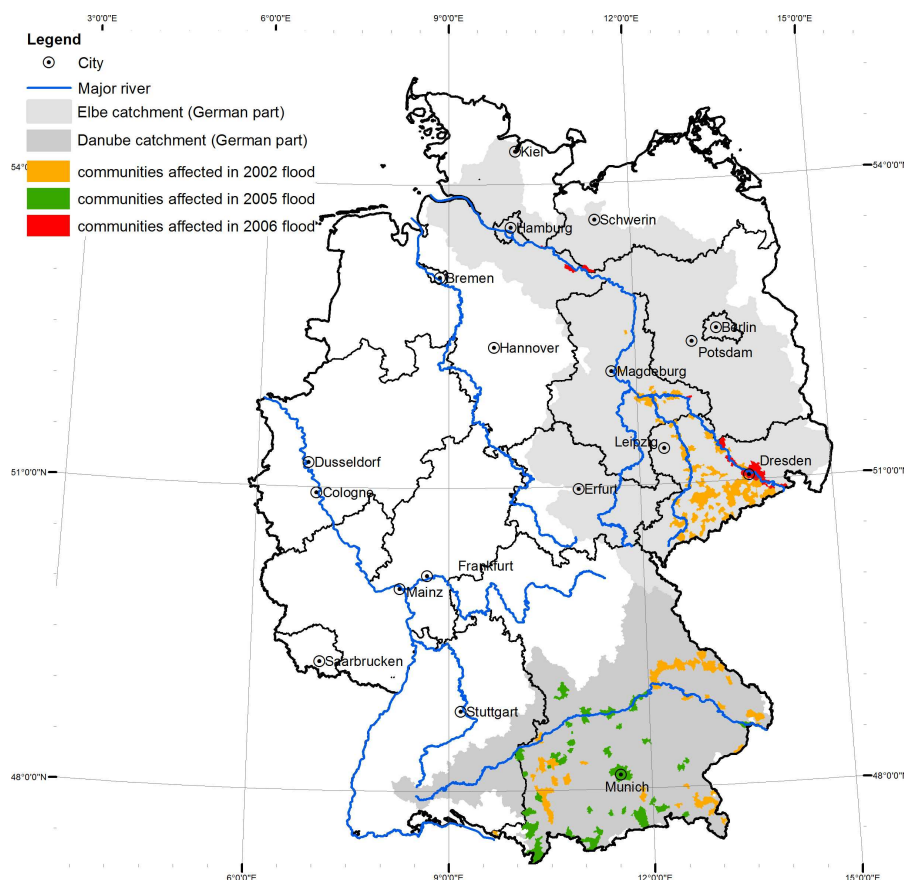 3°0'0"E 6°0'0"E 9°0'0"E 12°0'0"E 15°0'0"E
Legend
City
Major river
Elbe catchment (German part)
Danube catchment (German part)
communities affected in 2002 flood
communities affected in 2005 flood
communities affected in 2006 flood
Kiel
54°0'0"N
Schwerin
Hamburg
Bremen
Berlin
Hannover
Potsdam
Magdeburg
Leipzig
Dusseldorf
Dresden
51°0'0"N 51°0'0"N
Cologne
Erfurt
Frankfurt
Mainz
Saarbrucken
Stuttgart
48°0'0"N 48°0'0"N
Munich
6°0'0"E 9°0'0"E 12°0'0"E 15°0'0"E